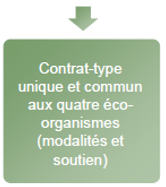 Contrat-type
unique et commun
aux quatre éco-
organismes
(modalités et
soutien)